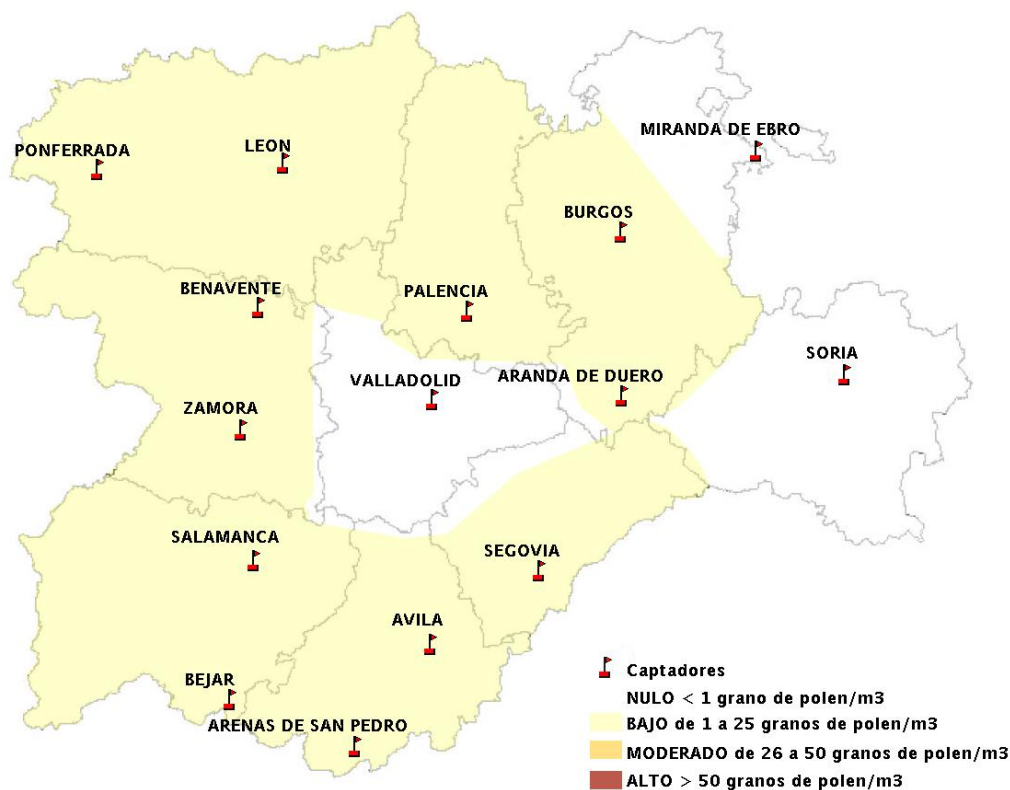 MIRANDA DE EBRO
PONFERRADA
LEON
BURGOS
BENAVENTE
PALENCIA
SORIA
VALLADOLID
ARANDA DE DUERO
ZAMORA
SALAMANCA
SEGOVIA
AVILA
BEJAR
ARENAS DE SAN PEDRO
Captadores
NULO < 1 grano de polen/m3
BAJO de 1 a 25 granos de polen/m3
MODERADO de 26 a 50 granos de polen/m3
ALTO > 50 granos de polen/m3